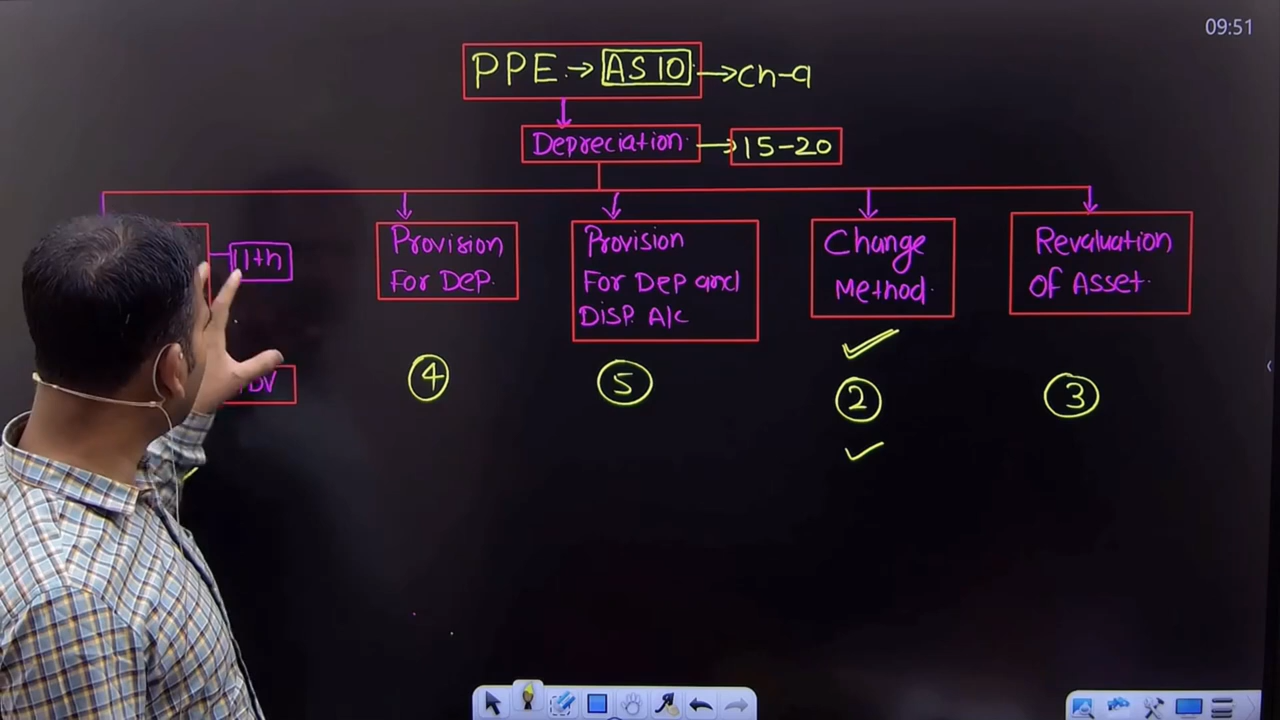 09:51
PPE → AS 10 → Ch-9
Depreciation → 15-20
11th
Provision
For Dep.
Provision
For Dep and
Disp. A/c
Change
Method
Revaluation
Of Asset
4
5
2
3